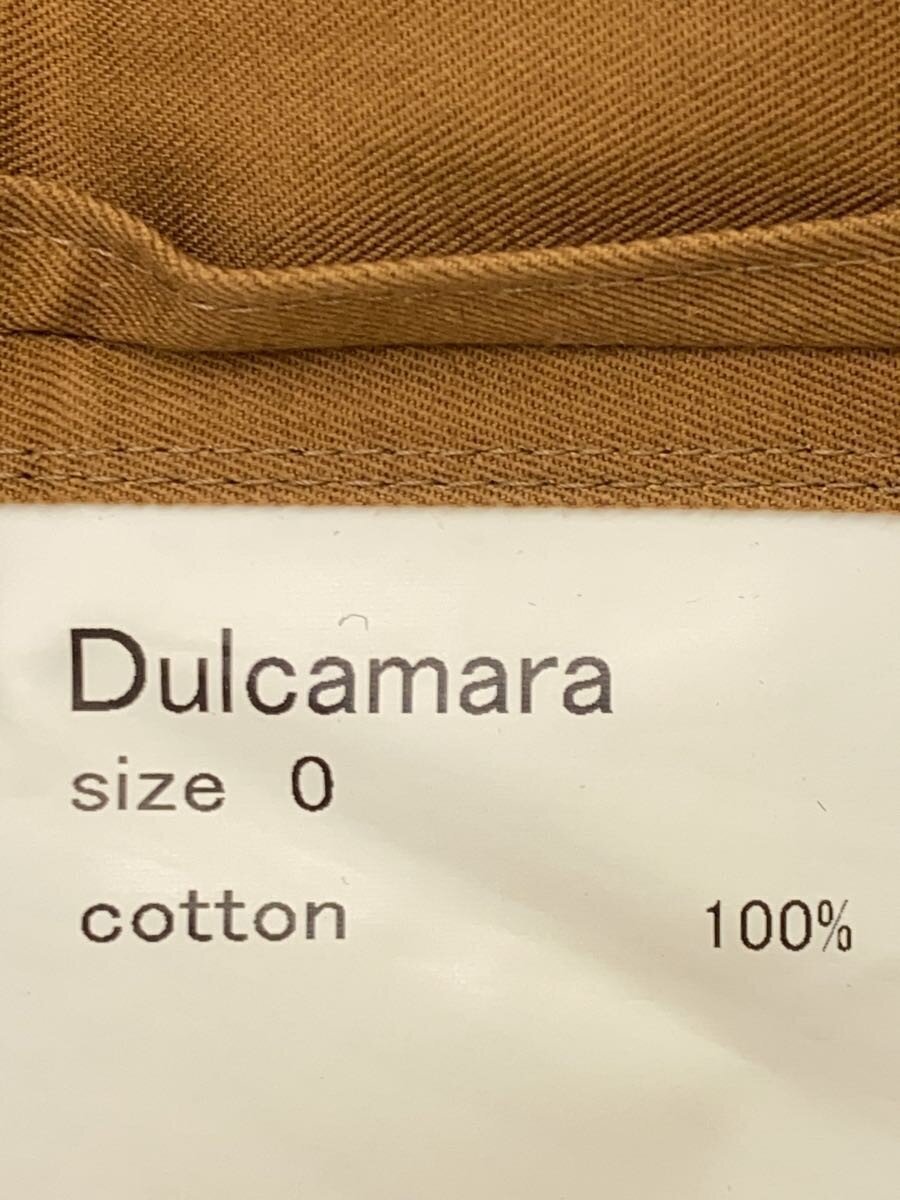 Dulcamara
size 0
cotton 100%